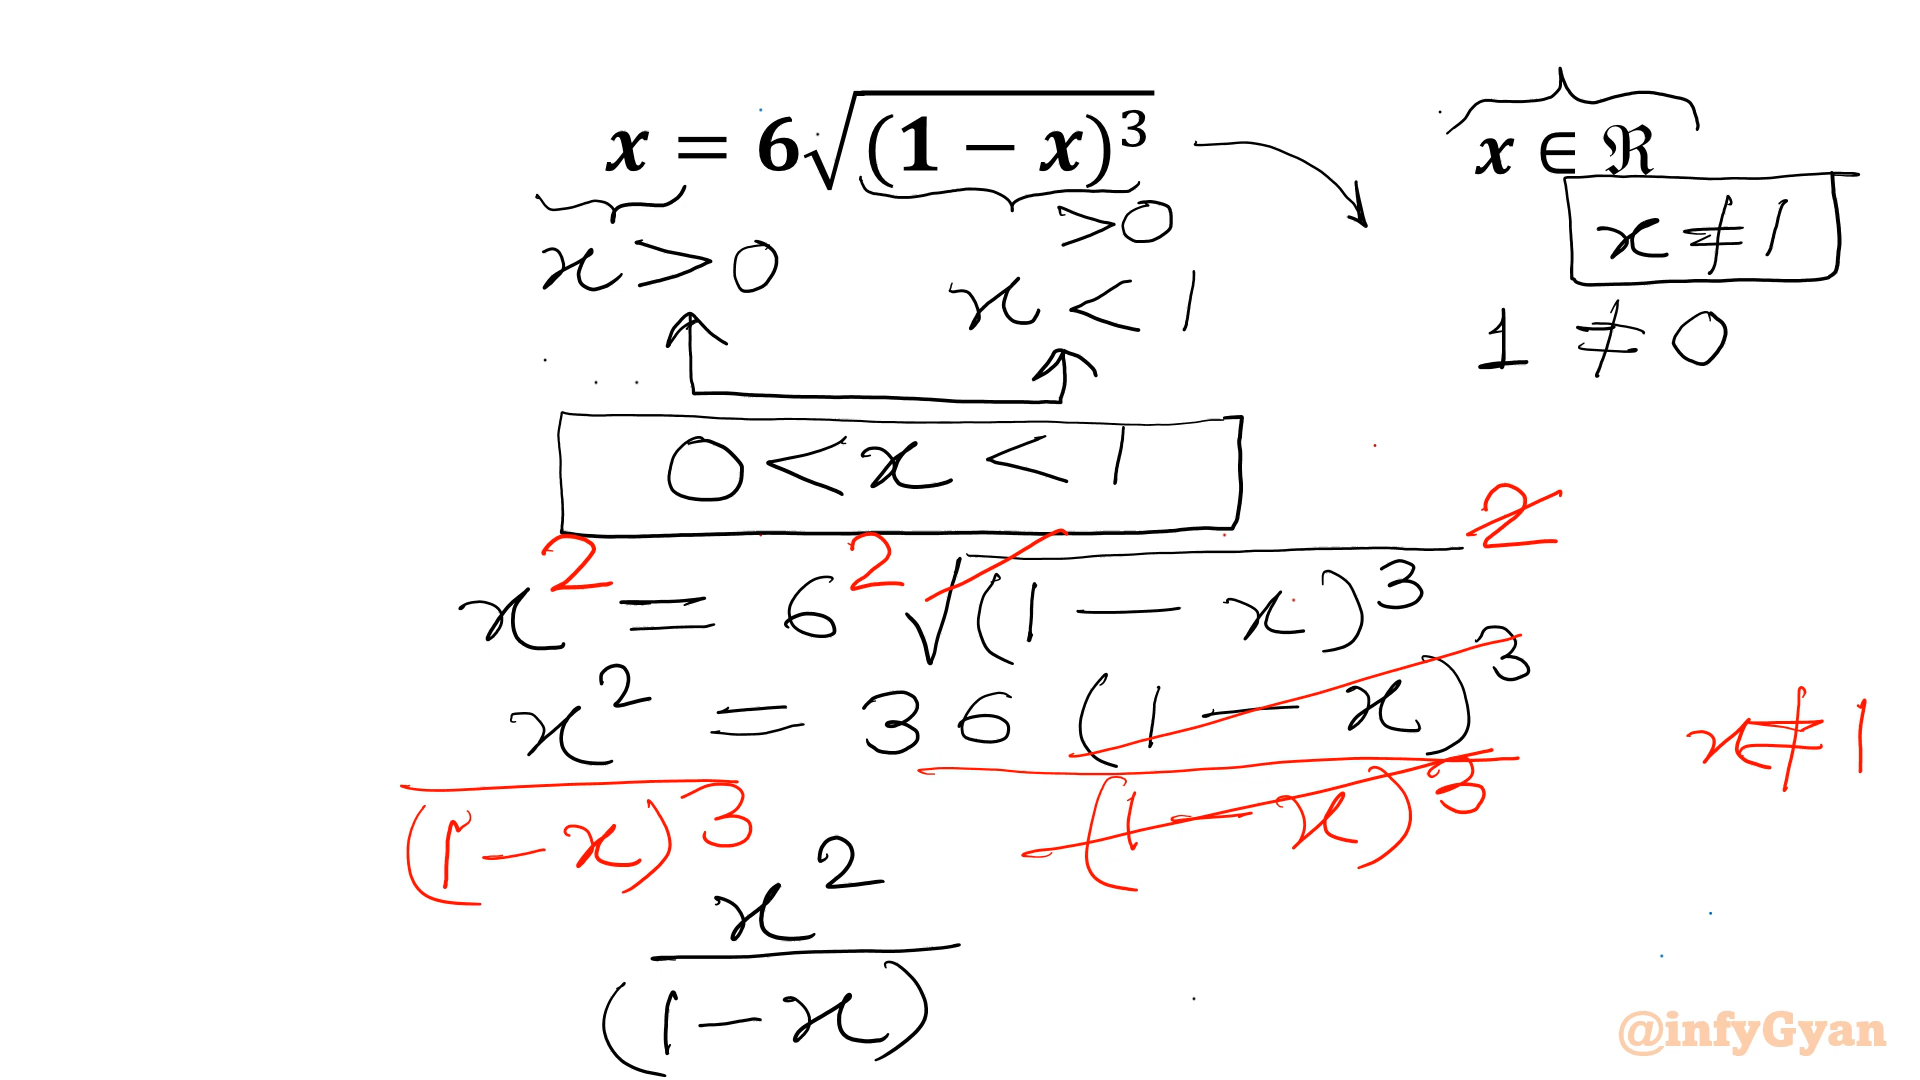 x = 6√(1 − x)³
x ∈ ℜ
x > 0
> 0
x < 1
x ≠ 1
1 ≠ 0
0 < x < 1
x² = 6² √(1 − x)³ ²
x² = 36 (1 − x)³
(1 − x)³ (1 − x)³
x ≠ 1
x²
(1 − x)
@infyGyan